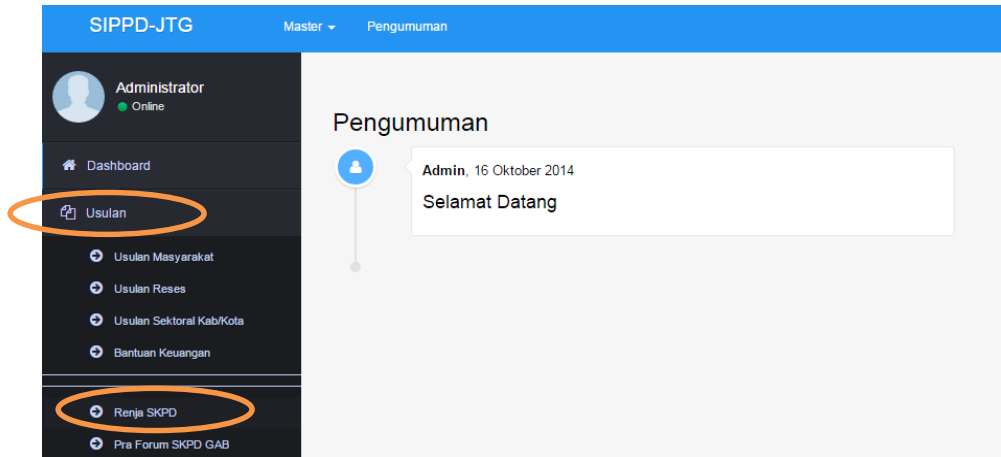 SIPPD-JTG
Master
Pengumuman
Administrator
Online
Dashboard
Usulan
Usulan Masyarakat
Usulan Reses
Usulan Sektoral Kab/Kota
Bantuan Keuangan
Renja SKPD
Pra Forum SKPD GAB
Pengumuman
Admin, 16 Oktober 2014
Selamat Datang